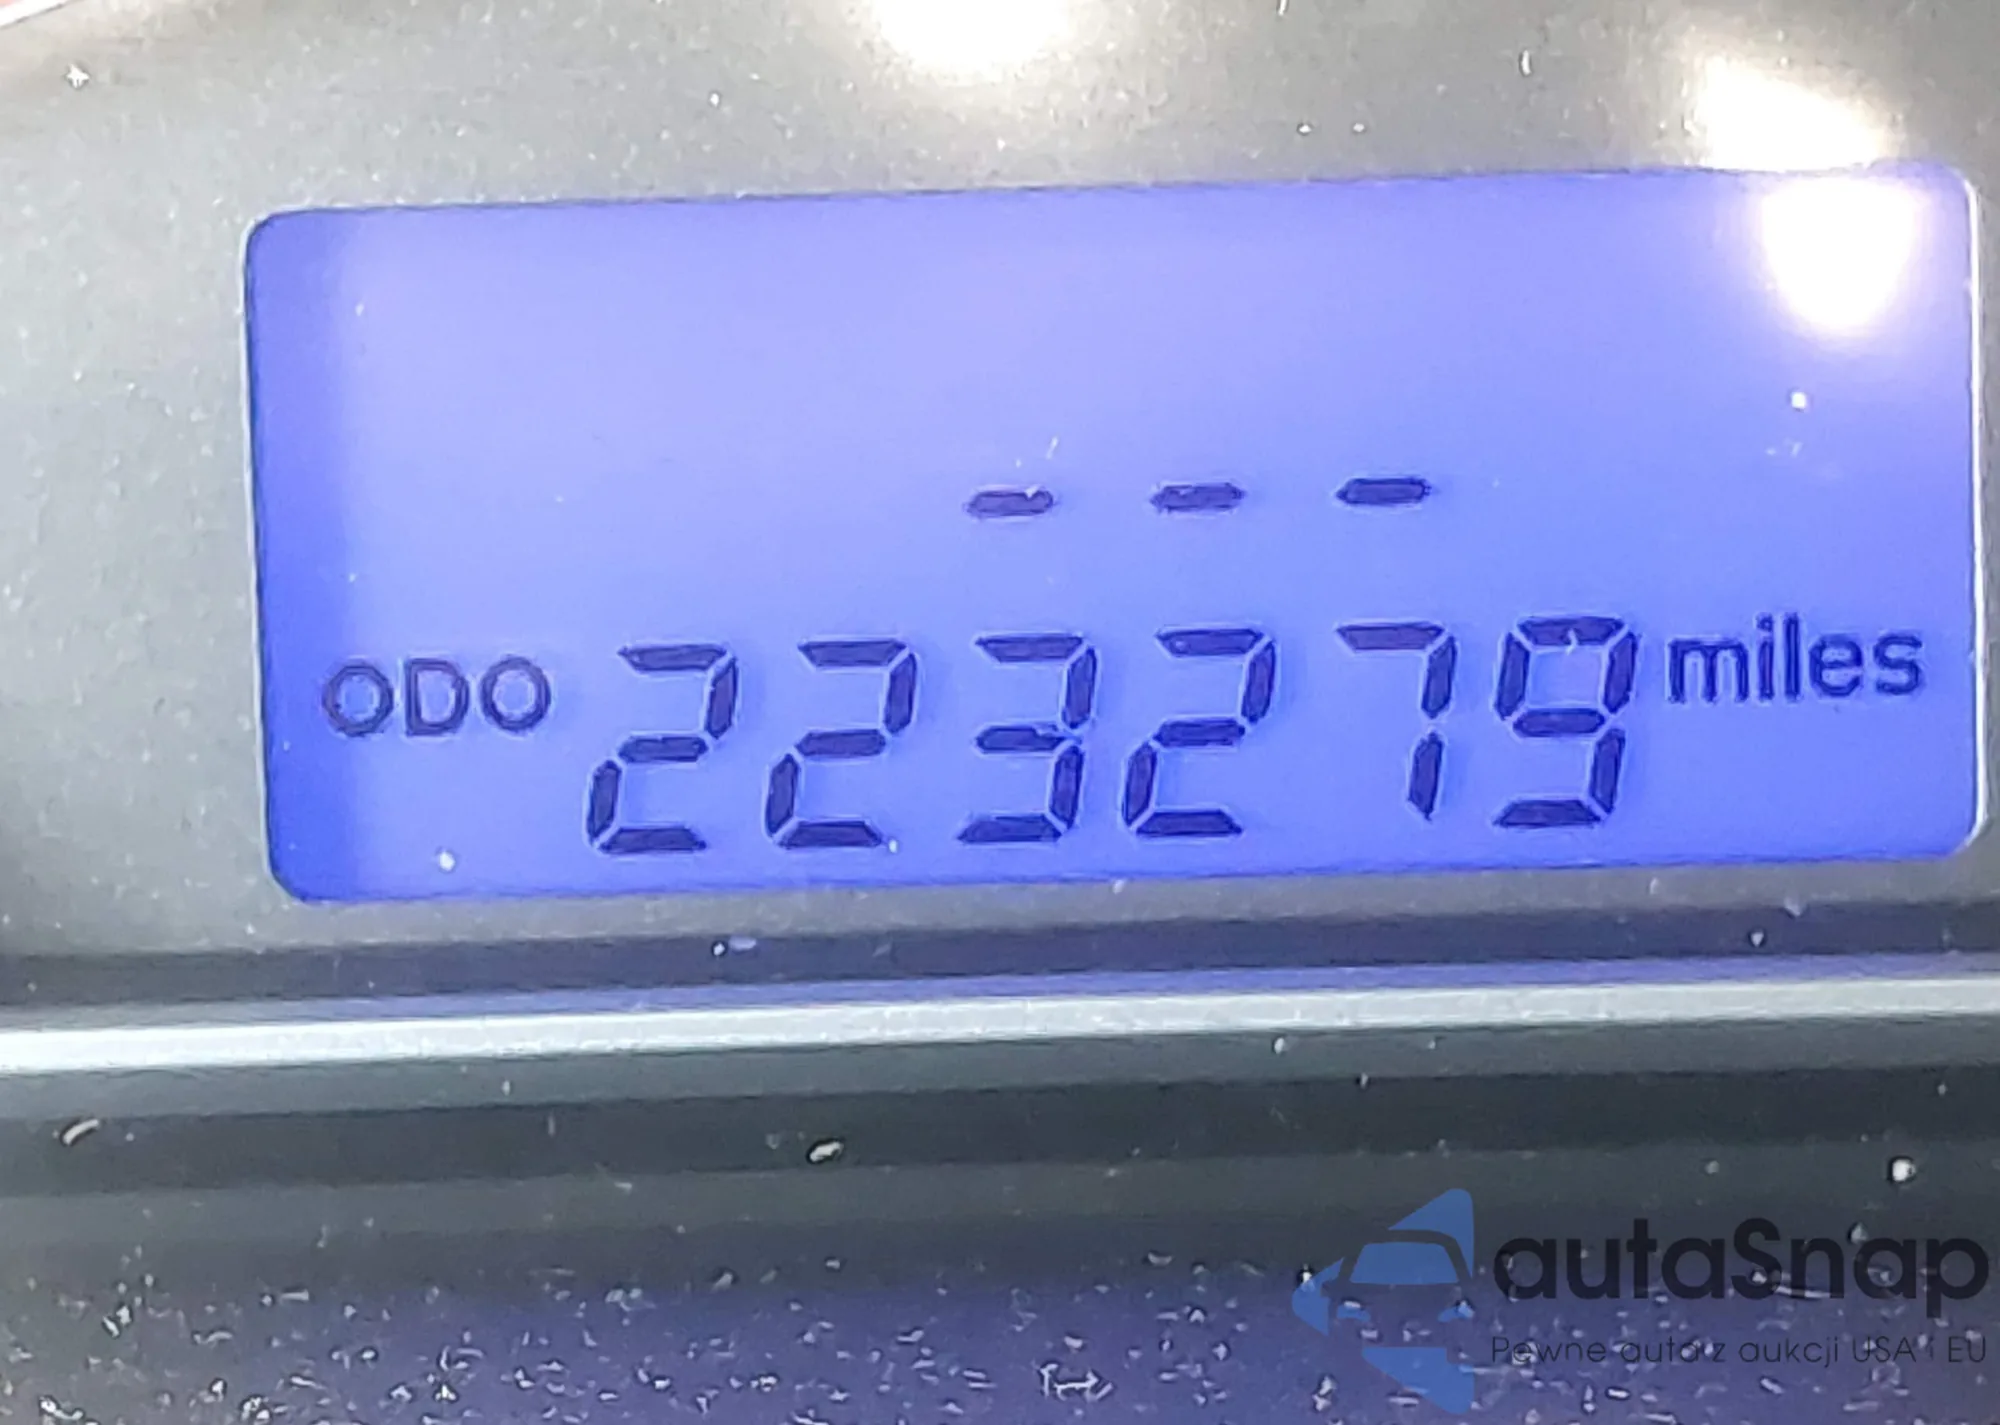 - - -
ODO 223279 miles
autaSnap
Pewne auta z aukcji USA i EU